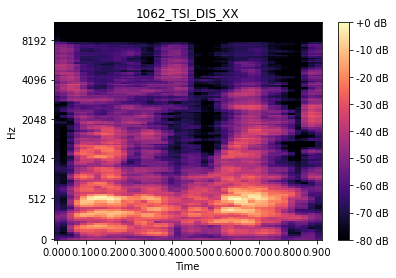 1062_TSI_DIS_XX
Hz
8192
4096
2048
1024
512
0
0.000 0.100 0.200 0.300 0.400 0.500 0.600 0.700 0.800 0.900
Time
+0 dB
-10 dB
-20 dB
-30 dB
-40 dB
-50 dB
-60 dB
-70 dB
-80 dB